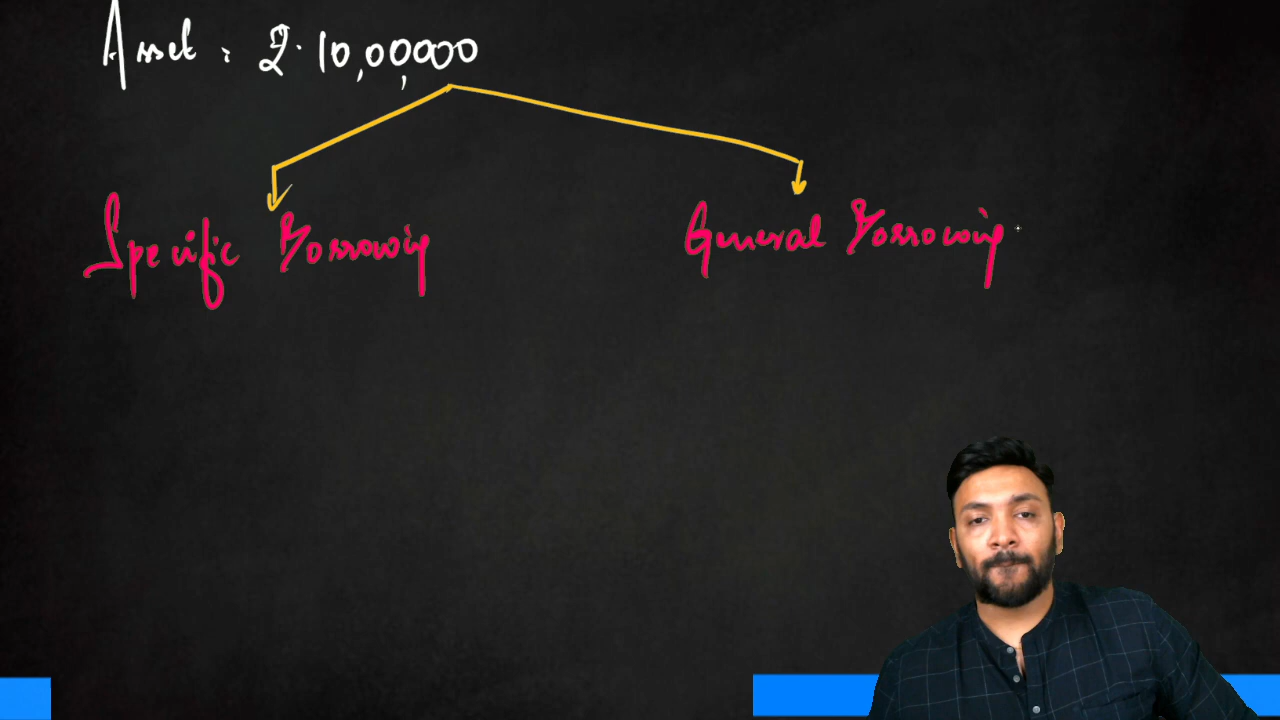 Asset : ₹ 10,00,000
Specific Borrowing
General Borrowing